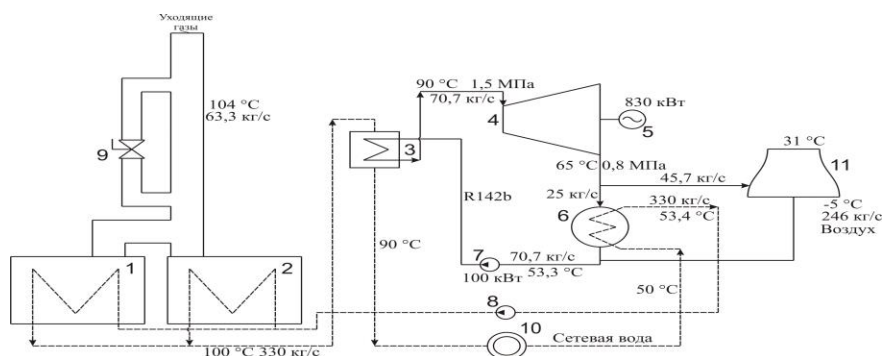 Уходящие
газы
104 °C
63,3 кг/с
9
1
2
100 °C 330 кг/с
90 °C 1,5 МПа
70,7 кг/с
3
4
830 кВт
5
65 °C 0,8 МПа
45,7 кг/с
31 °C
11
-5 °C
246 кг/с
Воздух
25 кг/с
6
330 кг/с
53,4 °C
R142b
90 °C
7
100 кВт
70,7 кг/с
53,3 °C
50 °C
8
10
Сетевая вода